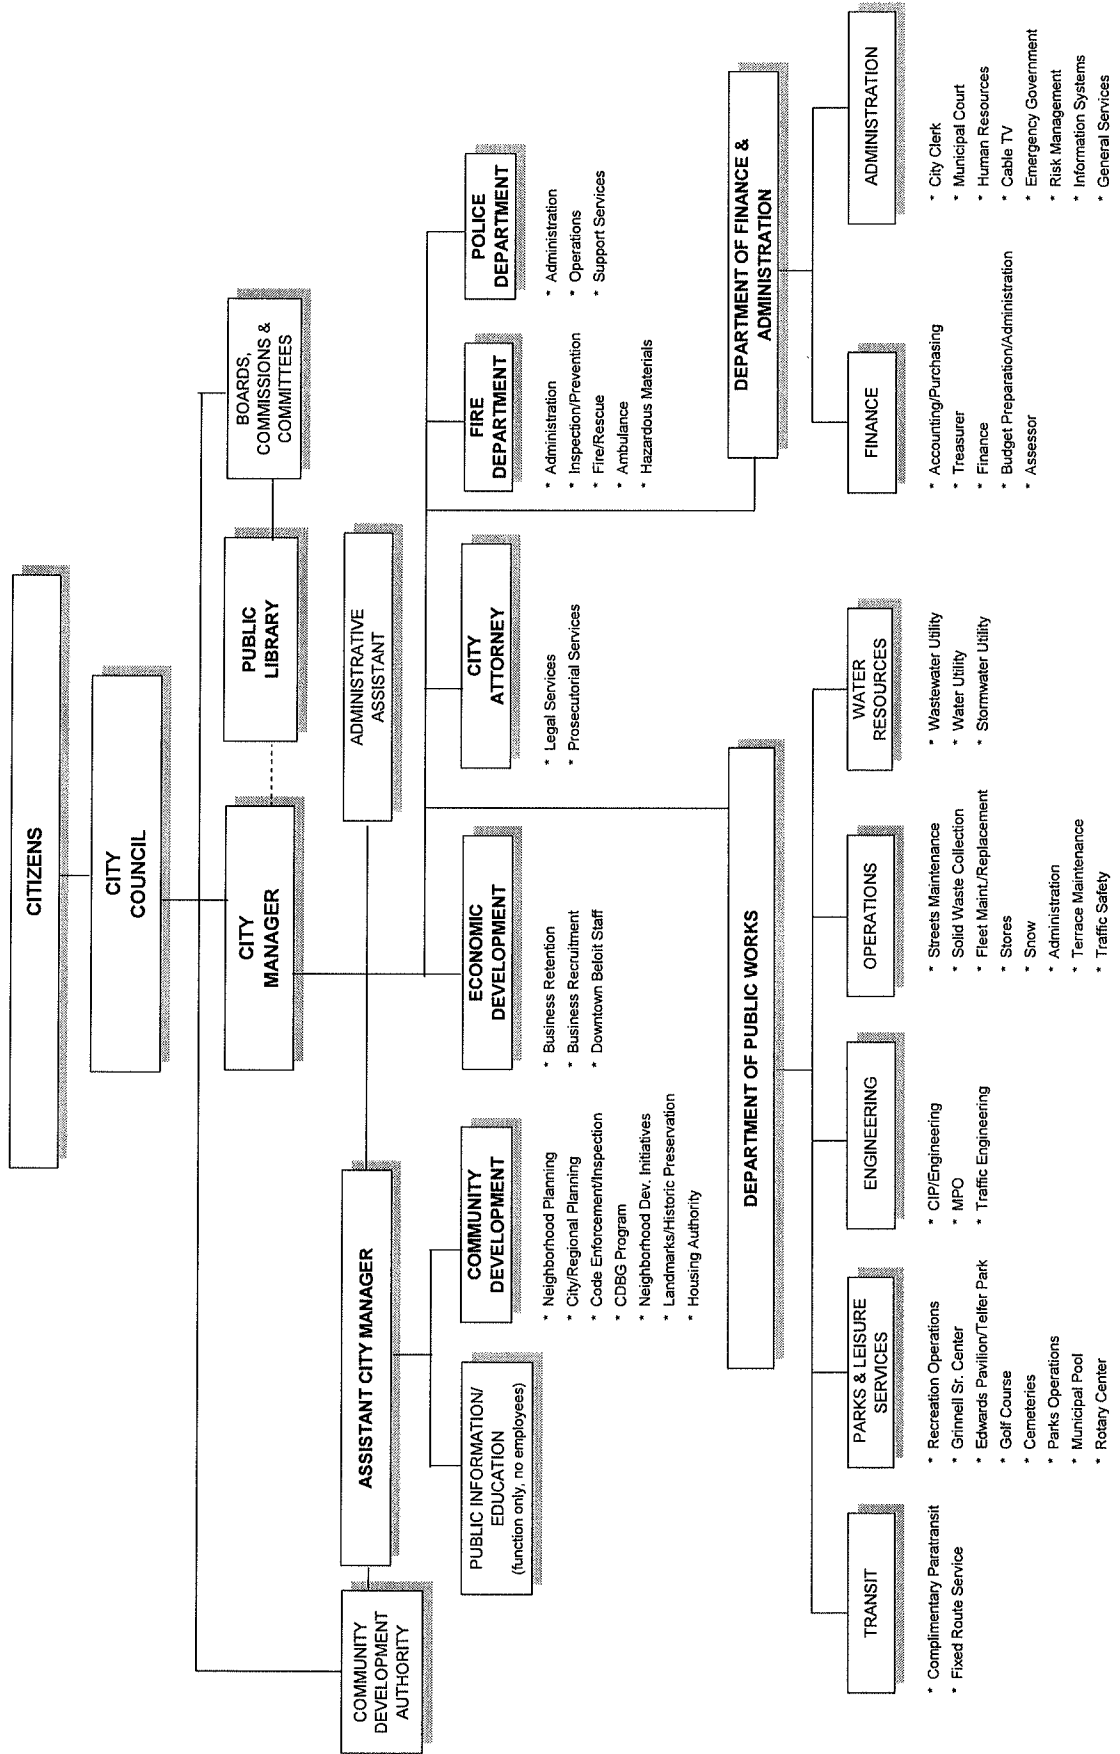 CITIZENS
CITY
COUNCIL
CITY
MANAGER
PUBLIC
LIBRARY
BOARDS,
COMMISSIONS &
COMMITTEES
COMMUNITY
DEVELOPMENT
AUTHORITY
ASSISTANT CITY MANAGER
ADMINISTRATIVE
ASSISTANT
PUBLIC INFORMATION/
EDUCATION
(function only, no employees)
COMMUNITY
DEVELOPMENT
* Neighborhood Planning
* City/Regional Planning
* Code Enforcement/Inspection
* CDBG Program
* Neighborhood Dev. Initiatives
* Landmarks/Historic Preservation
* Housing Authority
ECONOMIC
DEVELOPMENT
* Business Retention
* Business Recruitment
* Downtown Beloit Staff
CITY
ATTORNEY
* Legal Services
* Prosecutorial Services
FIRE
DEPARTMENT
* Administration
* Inspection/Prevention
* Fire/Rescue
* Ambulance
* Hazardous Materials
POLICE
DEPARTMENT
* Administration
* Operations
* Support Services
DEPARTMENT OF PUBLIC WORKS
TRANSIT
* Complimentary Paratransit
* Fixed Route Service
PARKS & LEISURE
SERVICES
* Recreation Operations
* Grinnell Sr. Center
* Edwards Pavilion/Telfer Park
* Golf Course
* Cemeteries
* Parks Operations
* Municipal Pool
* Rotary Center
ENGINEERING
* CIP/Engineering
* MPO
* Traffic Engineering
OPERATIONS
* Streets Maintenance
* Solid Waste Collection
* Fleet Maint./Replacement
* Stores
* Snow
* Administration
* Terrace Maintenance
* Traffic Safety
WATER
RESOURCES
* Wastewater Utility
* Water Utility
* Stormwater Utility
DEPARTMENT OF FINANCE &
ADMINISTRATION
FINANCE
* Accounting/Purchasing
* Treasurer
* Finance
* Budget Preparation/Administration
* Assessor
ADMINISTRATION
* City Clerk
* Municipal Court
* Human Resources
* Cable TV
* Emergency Government
* Risk Management
* Information Systems
* General Services